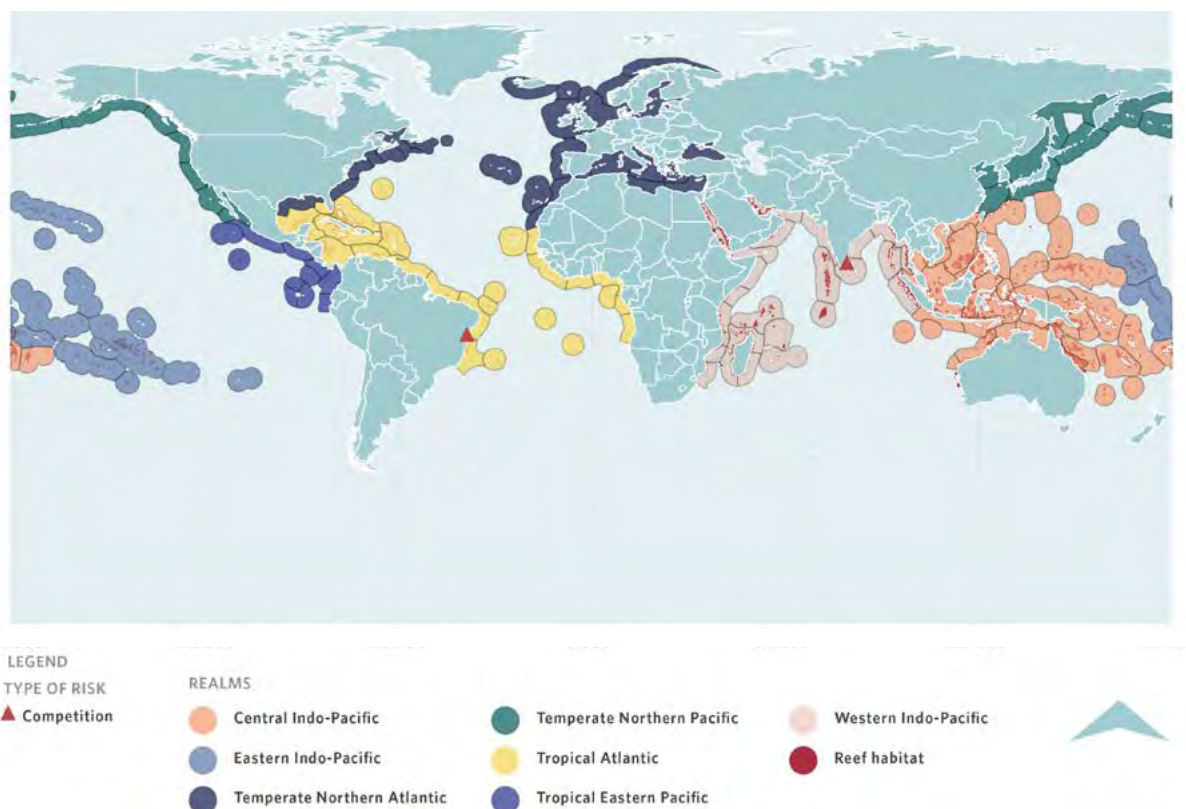 LEGEND
TYPE OF RISK
Competition
REALMS
Central Indo-Pacific
Eastern Indo-Pacific
Temperate Northern Atlantic
Temperate Northern Pacific
Tropical Atlantic
Tropical Eastern Pacific
Western Indo-Pacific
Reef habitat